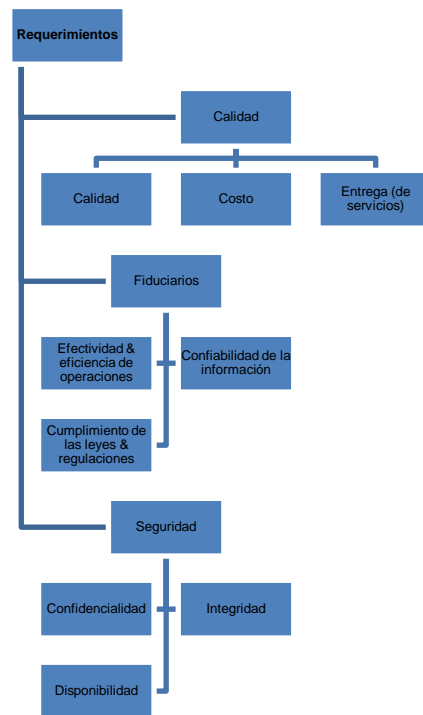 Requerimientos
Calidad
Calidad
Costo
Entrega (de
servicios)
Fiduciarios
Efectividad &
eficiencia de
operaciones
Confiabilidad de la
información
Cumplimiento de
las leyes &
regulaciones
Seguridad
Confidencialidad
Integridad
Disponibilidad